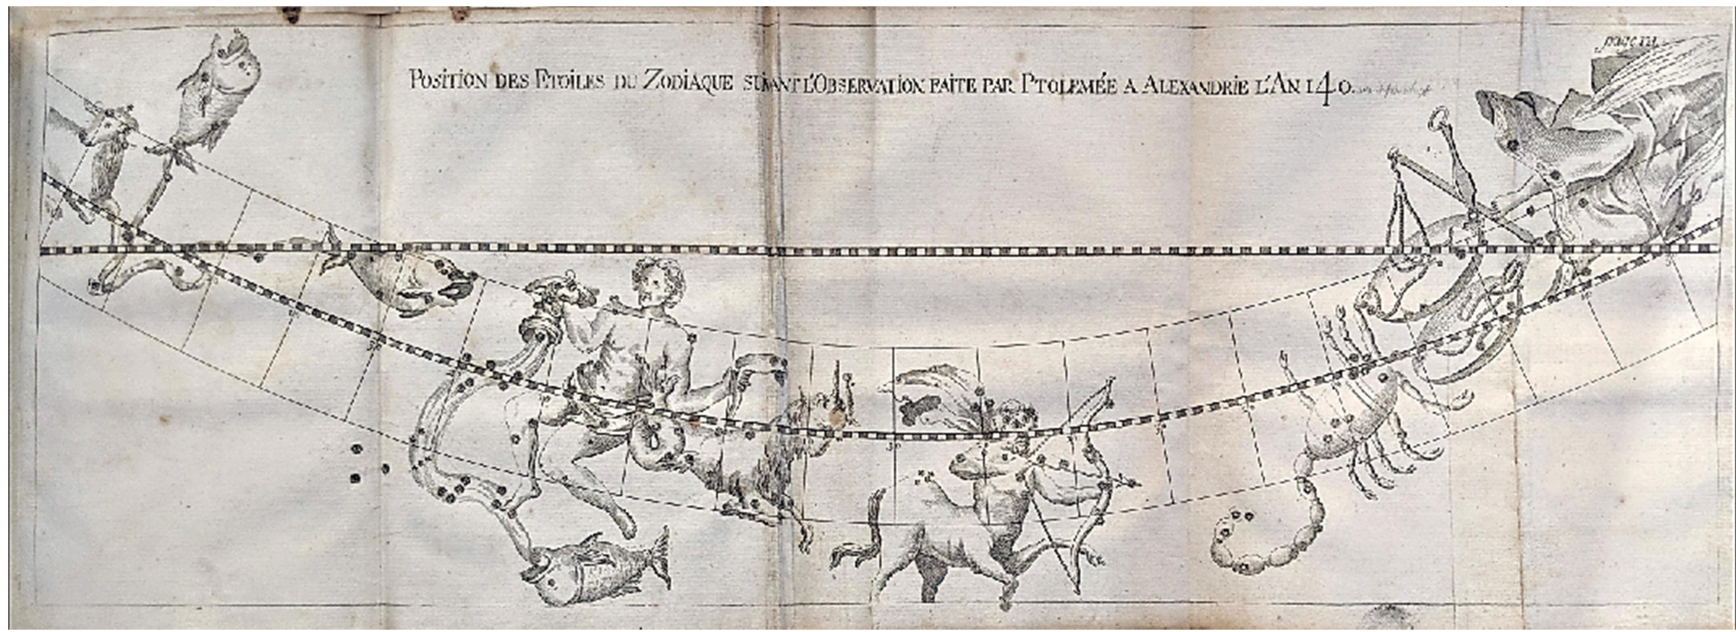 POSITION DES ETOILES DU ZODIAQUE SUIVANT L'OBSERVATION FAITE PAR PTOLEMÉE A ALEXANDRIE L'AN 140.